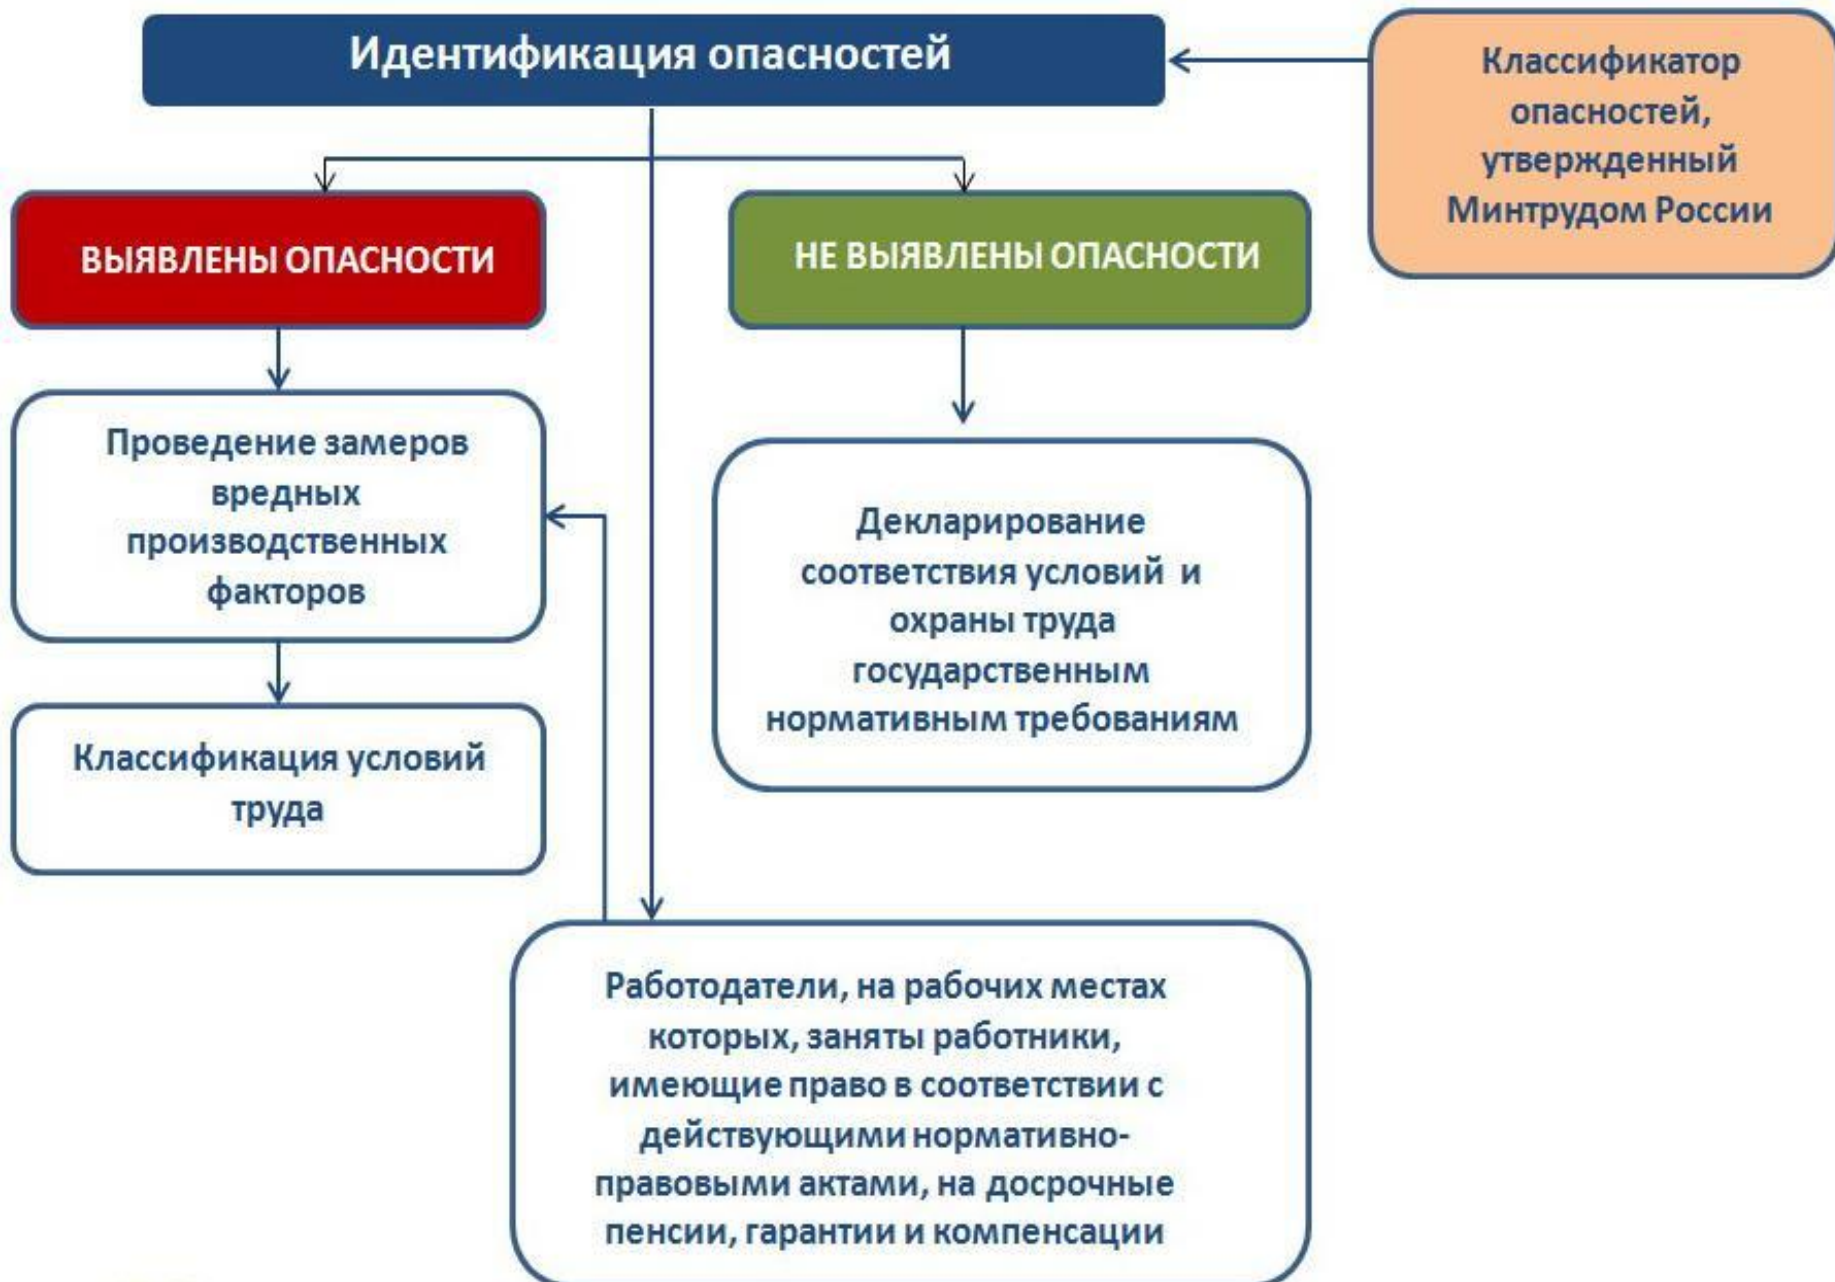 Идентификация опасностей
Классификатор
опасностей,
утвержденный
Минтрудом России
ВЫЯВЛЕНЫ ОПАСНОСТИ
НЕ ВЫЯВЛЕНЫ ОПАСНОСТИ
Проведение замеров
вредных
производственных
факторов
Декларирование
соответствия условий и
охраны труда
государственным
нормативным требованиям
Классификация условий
труда
Работодатели, на рабочих местах
которых, заняты работники,
имеющие право в соответствии с
действующими нормативно-
правовыми актами, на досрочные
пенсии, гарантии и компенсации